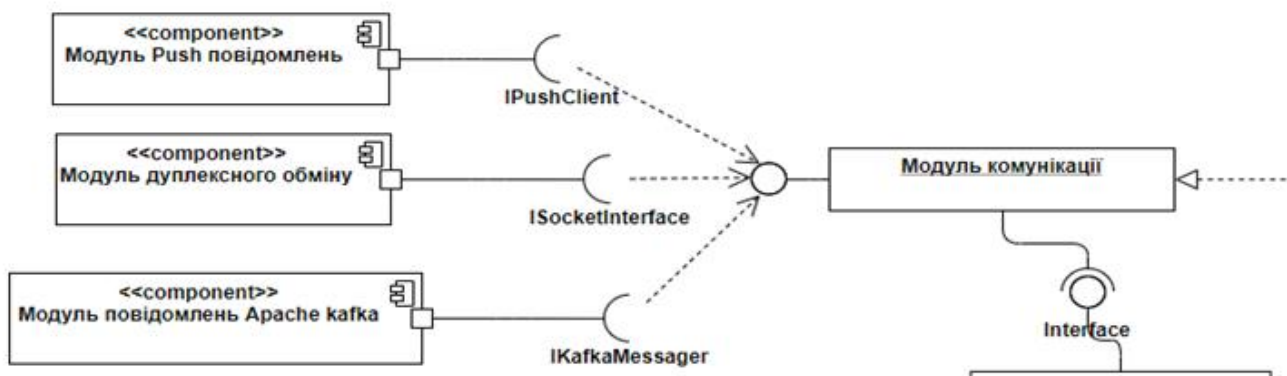 <<component>>
Модуль Push повідомлень
IPushClient
<<component>>
Модуль дуплексного обміну
ISocketInterface
Модуль комунікації
<<component>>
Модуль повідомлень Apache kafka
IKafkaMessager
Interface